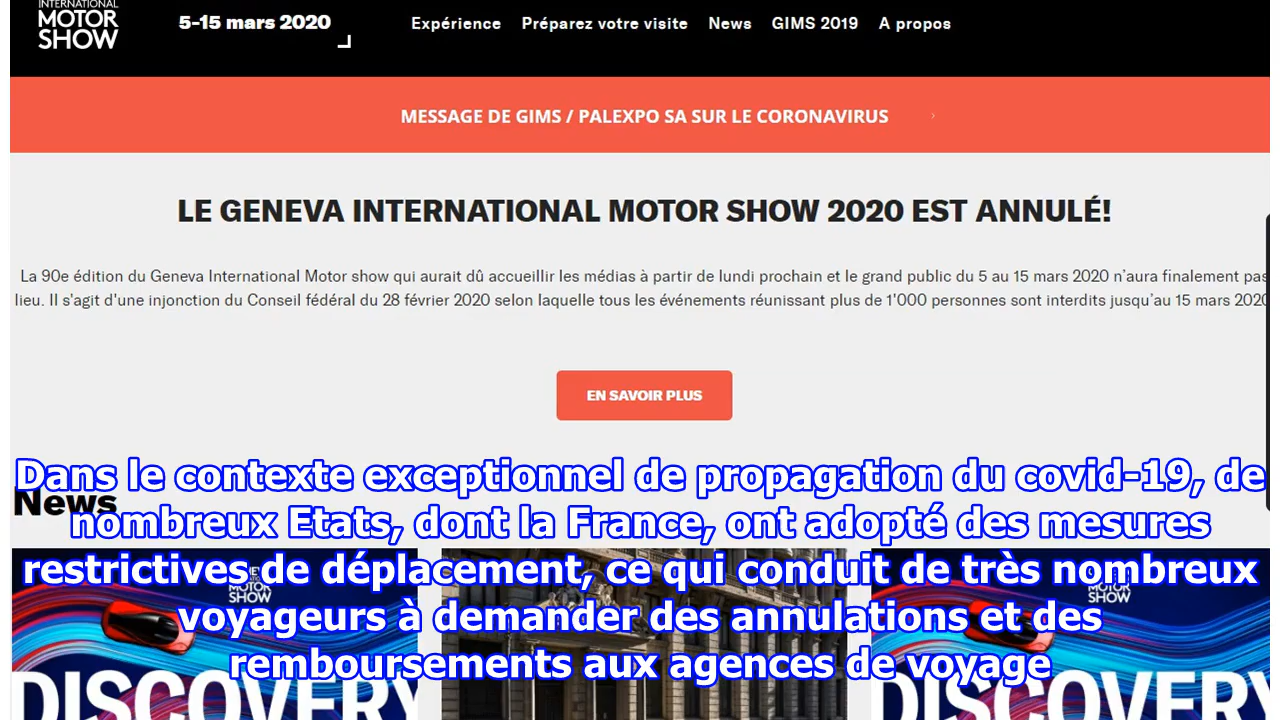 INTERNATIONAL
MOTOR
SHOW
5-15 mars 2020
Expérience Préparez votre visite News GIMS 2019 A propos
MESSAGE DE GIMS / PALEXPO SA SUR LE CORONAVIRUS
LE GENEVA INTERNATIONAL MOTOR SHOW 2020 EST ANNULÉ!
La 90e édition du Geneva International Motor show qui aurait dû accueillir les médias à partir de lundi prochain et le grand public du 5 au 15 mars 2020 n'aura finalement pas
lieu. Il s'agit d'une injonction du Conseil fédéral du 28 février 2020 selon laquelle tous les événements réunissant plus de 1'000 personnes sont interdits jusqu'au 15 mars 2020
EN SAVOIR PLUS
News
Dans le contexte exceptionnel de propagation du covid-19, de
nombreux Etats, dont la France, ont adopté des mesures
restrictives de déplacement, ce qui conduit de très nombreux
voyageurs à demander des annulations et des
remboursements aux agences de voyage
MOTOR
SHOW
DISCOVERY
MOTOR
SHOW
DISCOVERY